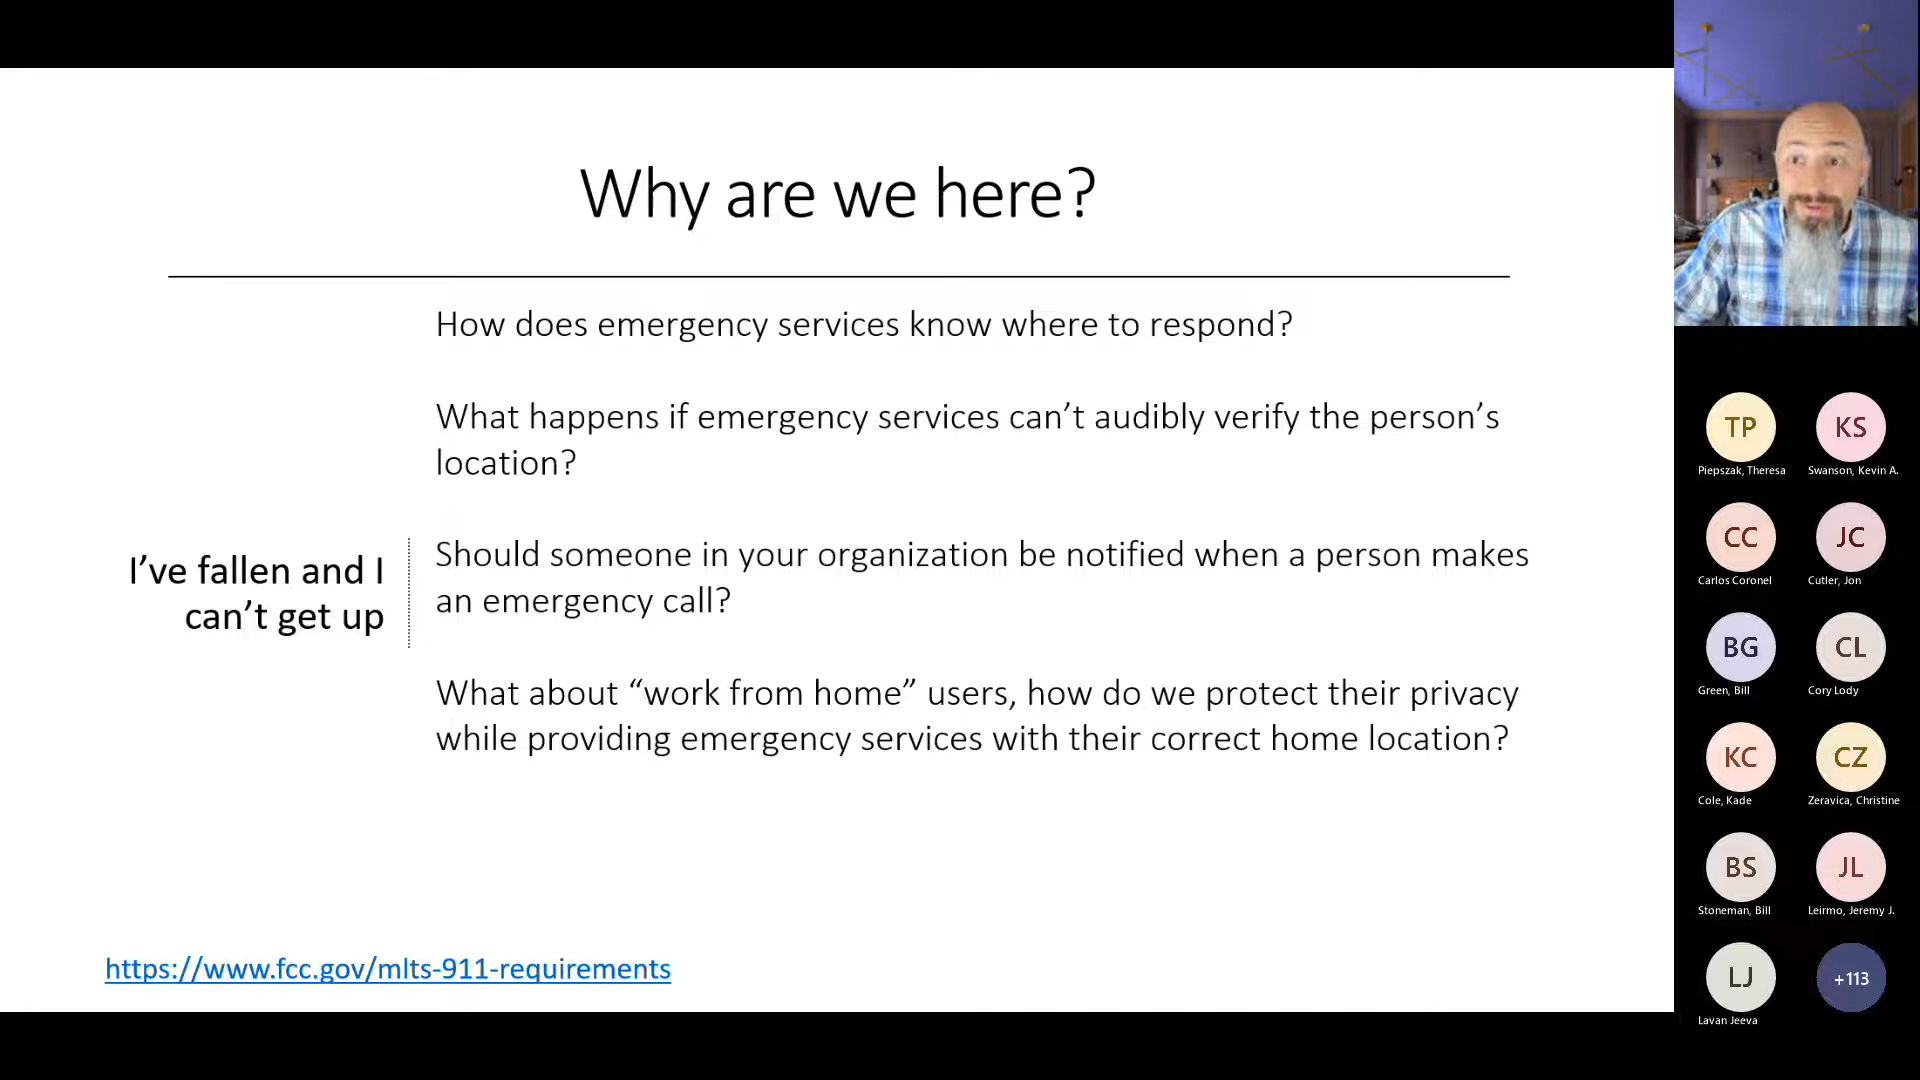 Why are we here?
How does emergency services know where to respond?
What happens if emergency services can’t audibly verify the person’s
location?
I’ve fallen and I
can’t get up
Should someone in your organization be notified when a person makes
an emergency call?
What about “work from home” users, how do we protect their privacy
while providing emergency services with their correct home location?
https://www.fcc.gov/mlts-911-requirements
TP
Piepszak, Theresa
KS
Swanson, Kevin A.
CC
Carlos Coronel
JC
Cutler, Jon
BG
Green, Bill
CL
Cory Lody
KC
Cole, Kade
CZ
Zeravica, Christine
BS
Stoneman, Bill
JL
Leirmo, Jeremy J.
LJ
Lavan Jeeva
+113